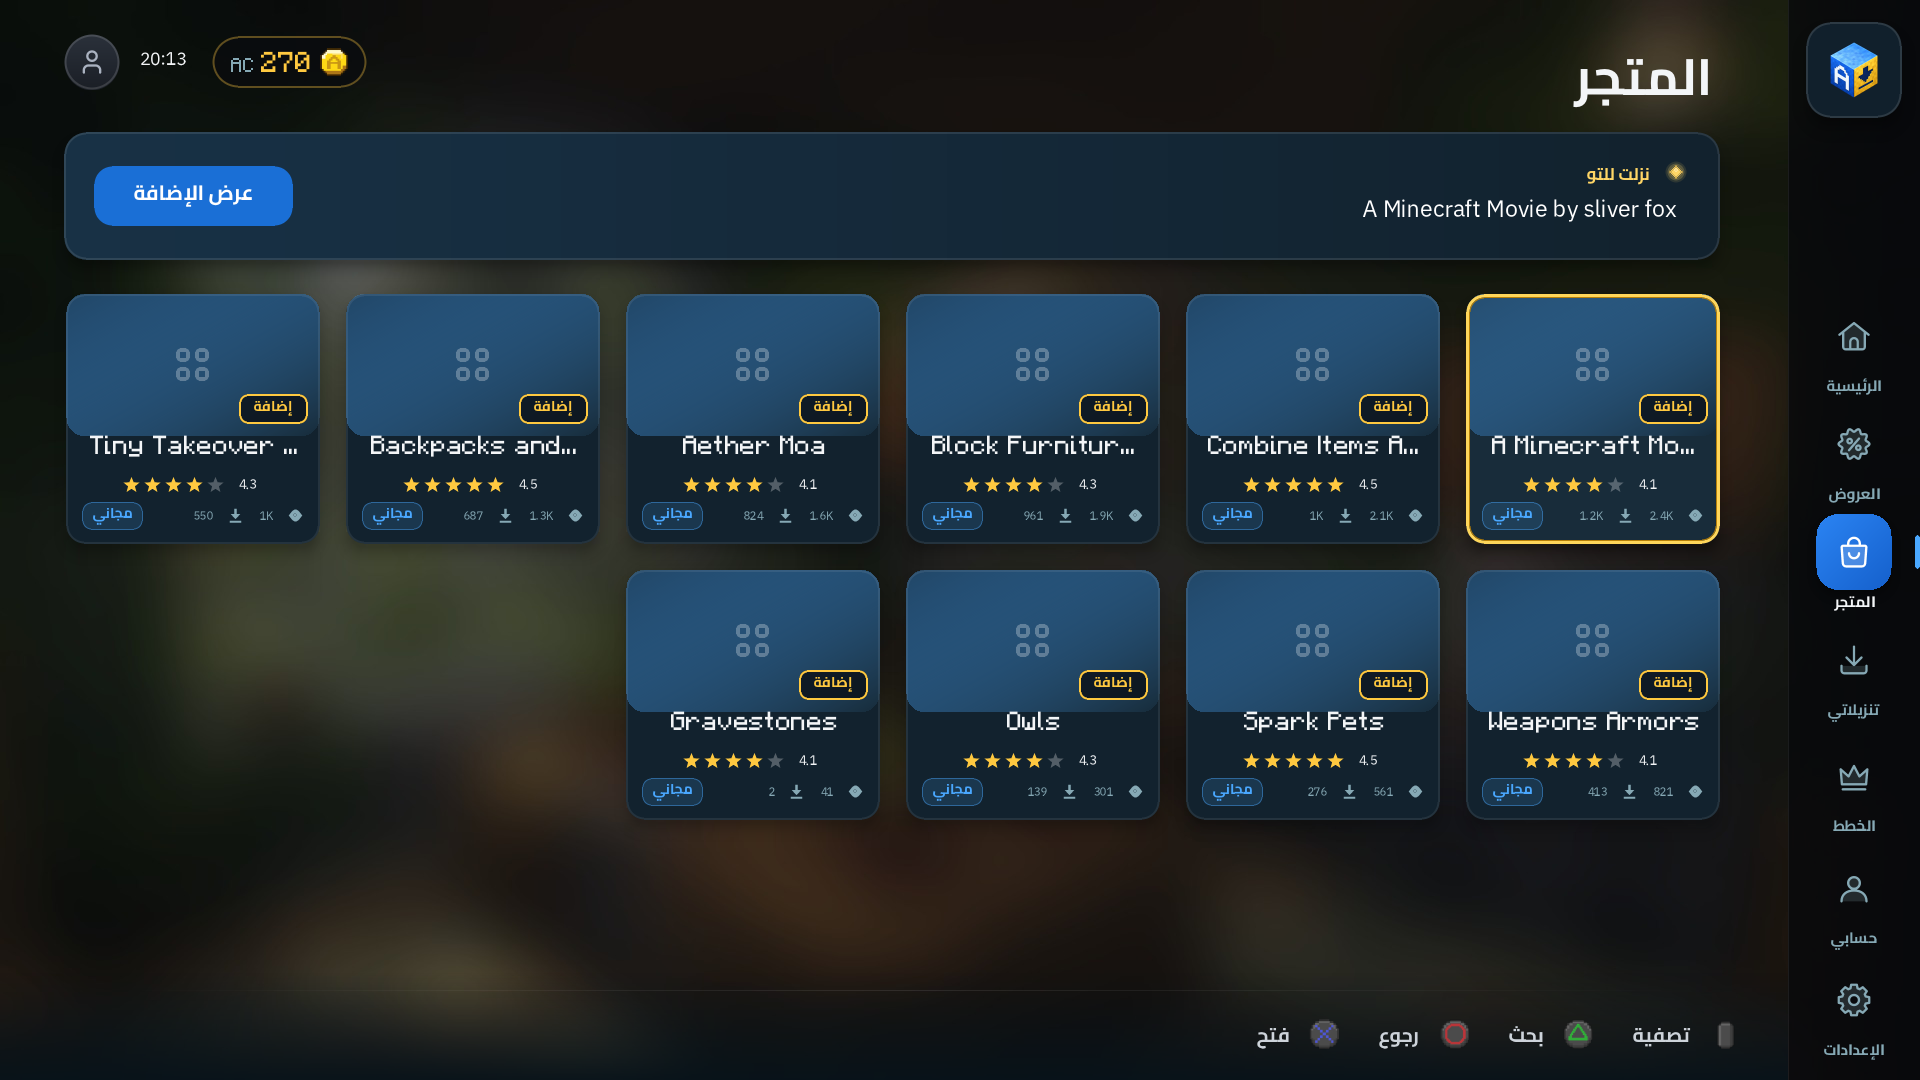 المتجر
AC 270
20:13
نزلت للتو
A Minecraft Movie by sliver fox
عرض الإضافة
إضافة
A Minecraft Mo...
4.1
2.4K 1.2K مجاني
إضافة
Combine Items A...
4.5
2.1K 1K مجاني
إضافة
Block Furnitur...
4.3
1.9K 961 مجاني
إضافة
Aether Moa
4.1
1.6K 824 مجاني
إضافة
Backpacks and...
4.5
1.3K 687 مجاني
إضافة
Tiny Takeover ...
4.3
1K 550 مجاني
إضافة
Weapons Armors
4.1
821 413 مجاني
إضافة
Spark Pets
4.5
561 276 مجاني
إضافة
Owls
4.3
301 139 مجاني
إضافة
Gravestones
4.1
41 2 مجاني
الرئيسية
العروض
المتجر
تنزيلاتي
الخطط
حسابي
الإعدادات
تصفية
بحث
رجوع
فتح